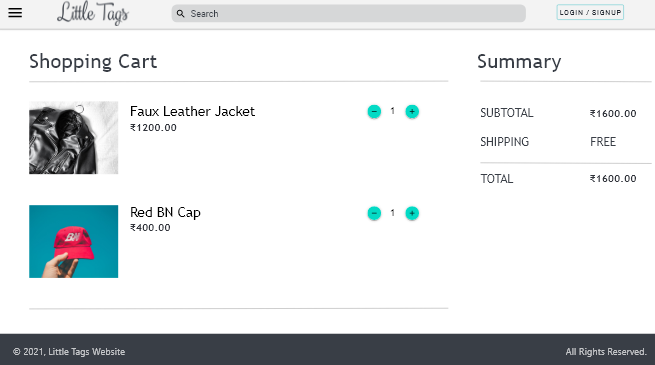 Little Tags
Search
LOGIN / SIGNUP
Shopping Cart
Faux Leather Jacket
₹1200.00
1
BN
Red BN Cap
₹400.00
1
Summary
SUBTOTAL ₹1600.00
SHIPPING FREE
TOTAL ₹1600.00
© 2021, Little Tags Website
All Rights Reserved.